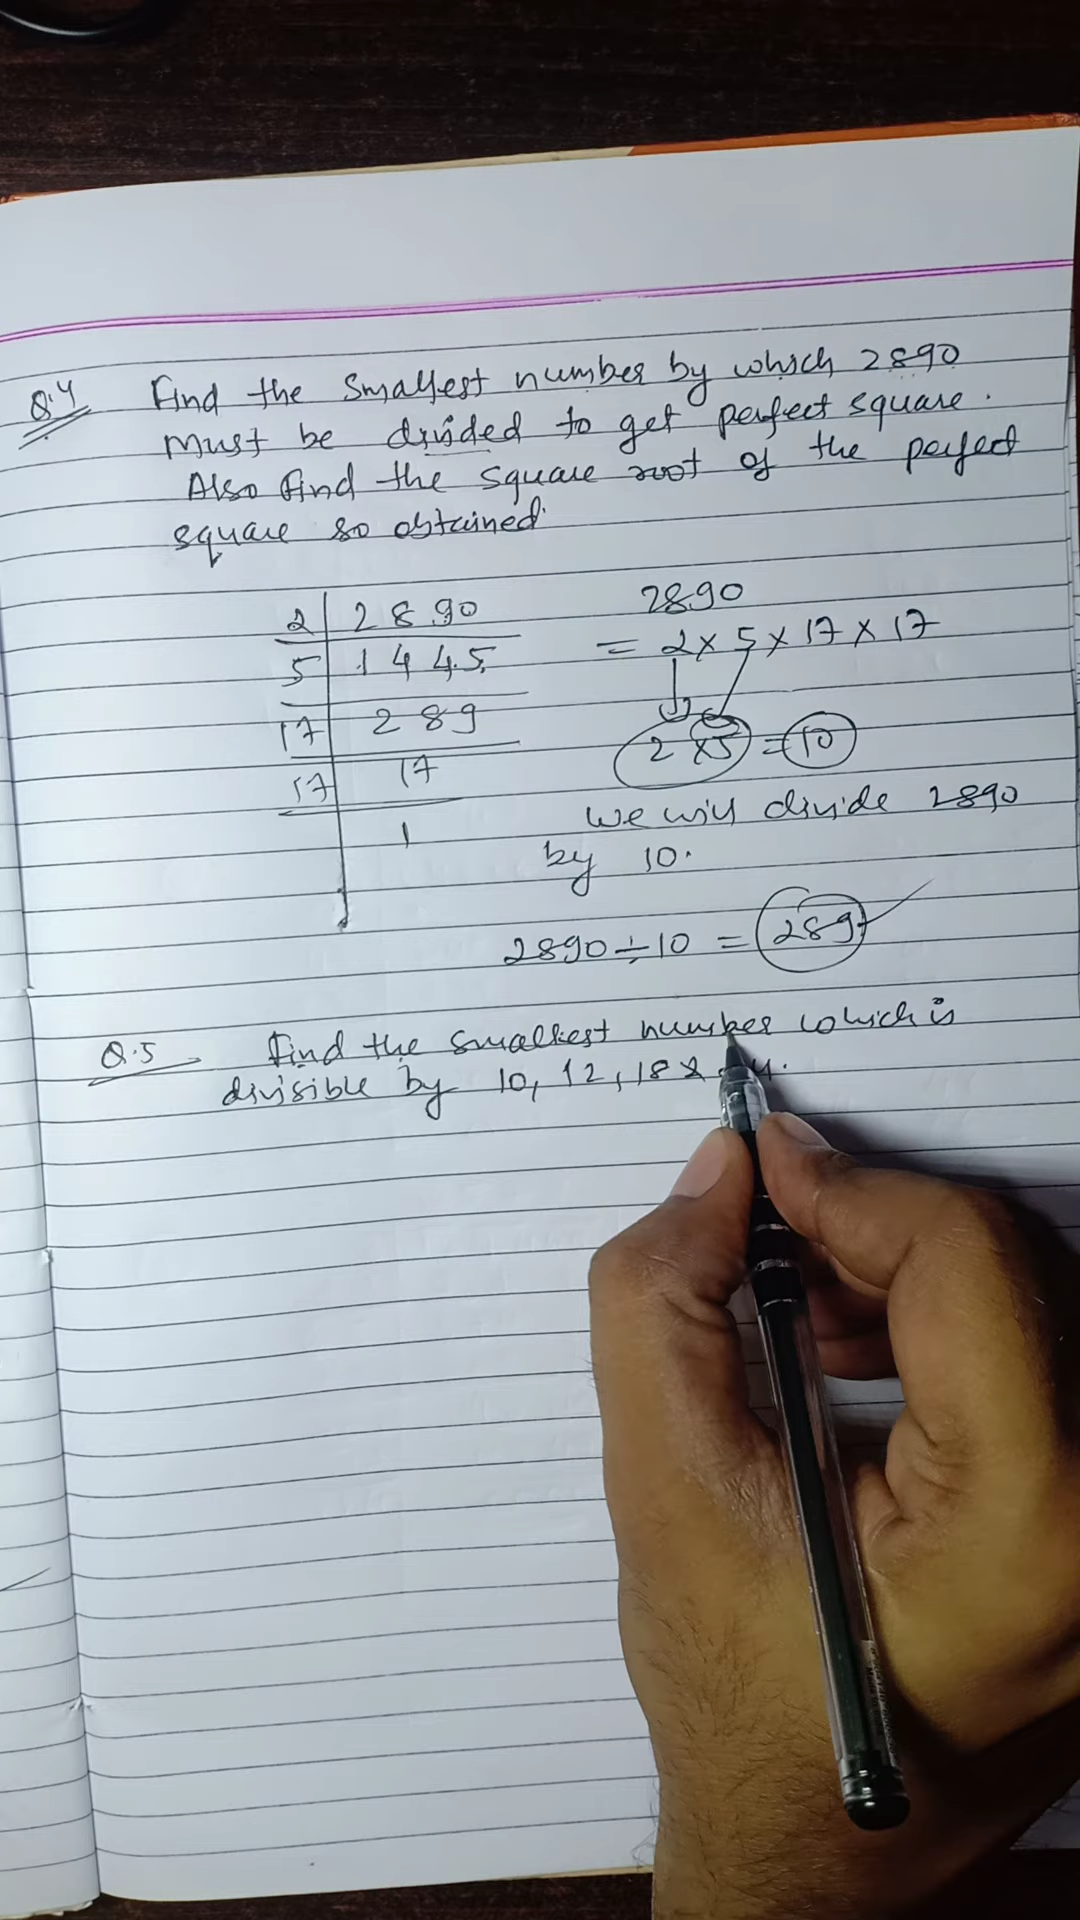 Q.4 Find the smallest number by which 2890
must be divided to get perfect square.
Also find the square root of the perfect
square so obtained.
2 | 2890
5 | 1445
17 | 289
17 | 17
1
2890
= 2 × 5 × 17 × 17
2 × 5 = 10
We will divide 2890
by 10.
2890 ÷ 10 = 289
Q.5 Find the smallest number which is
divisible by 10, 12, 18 &